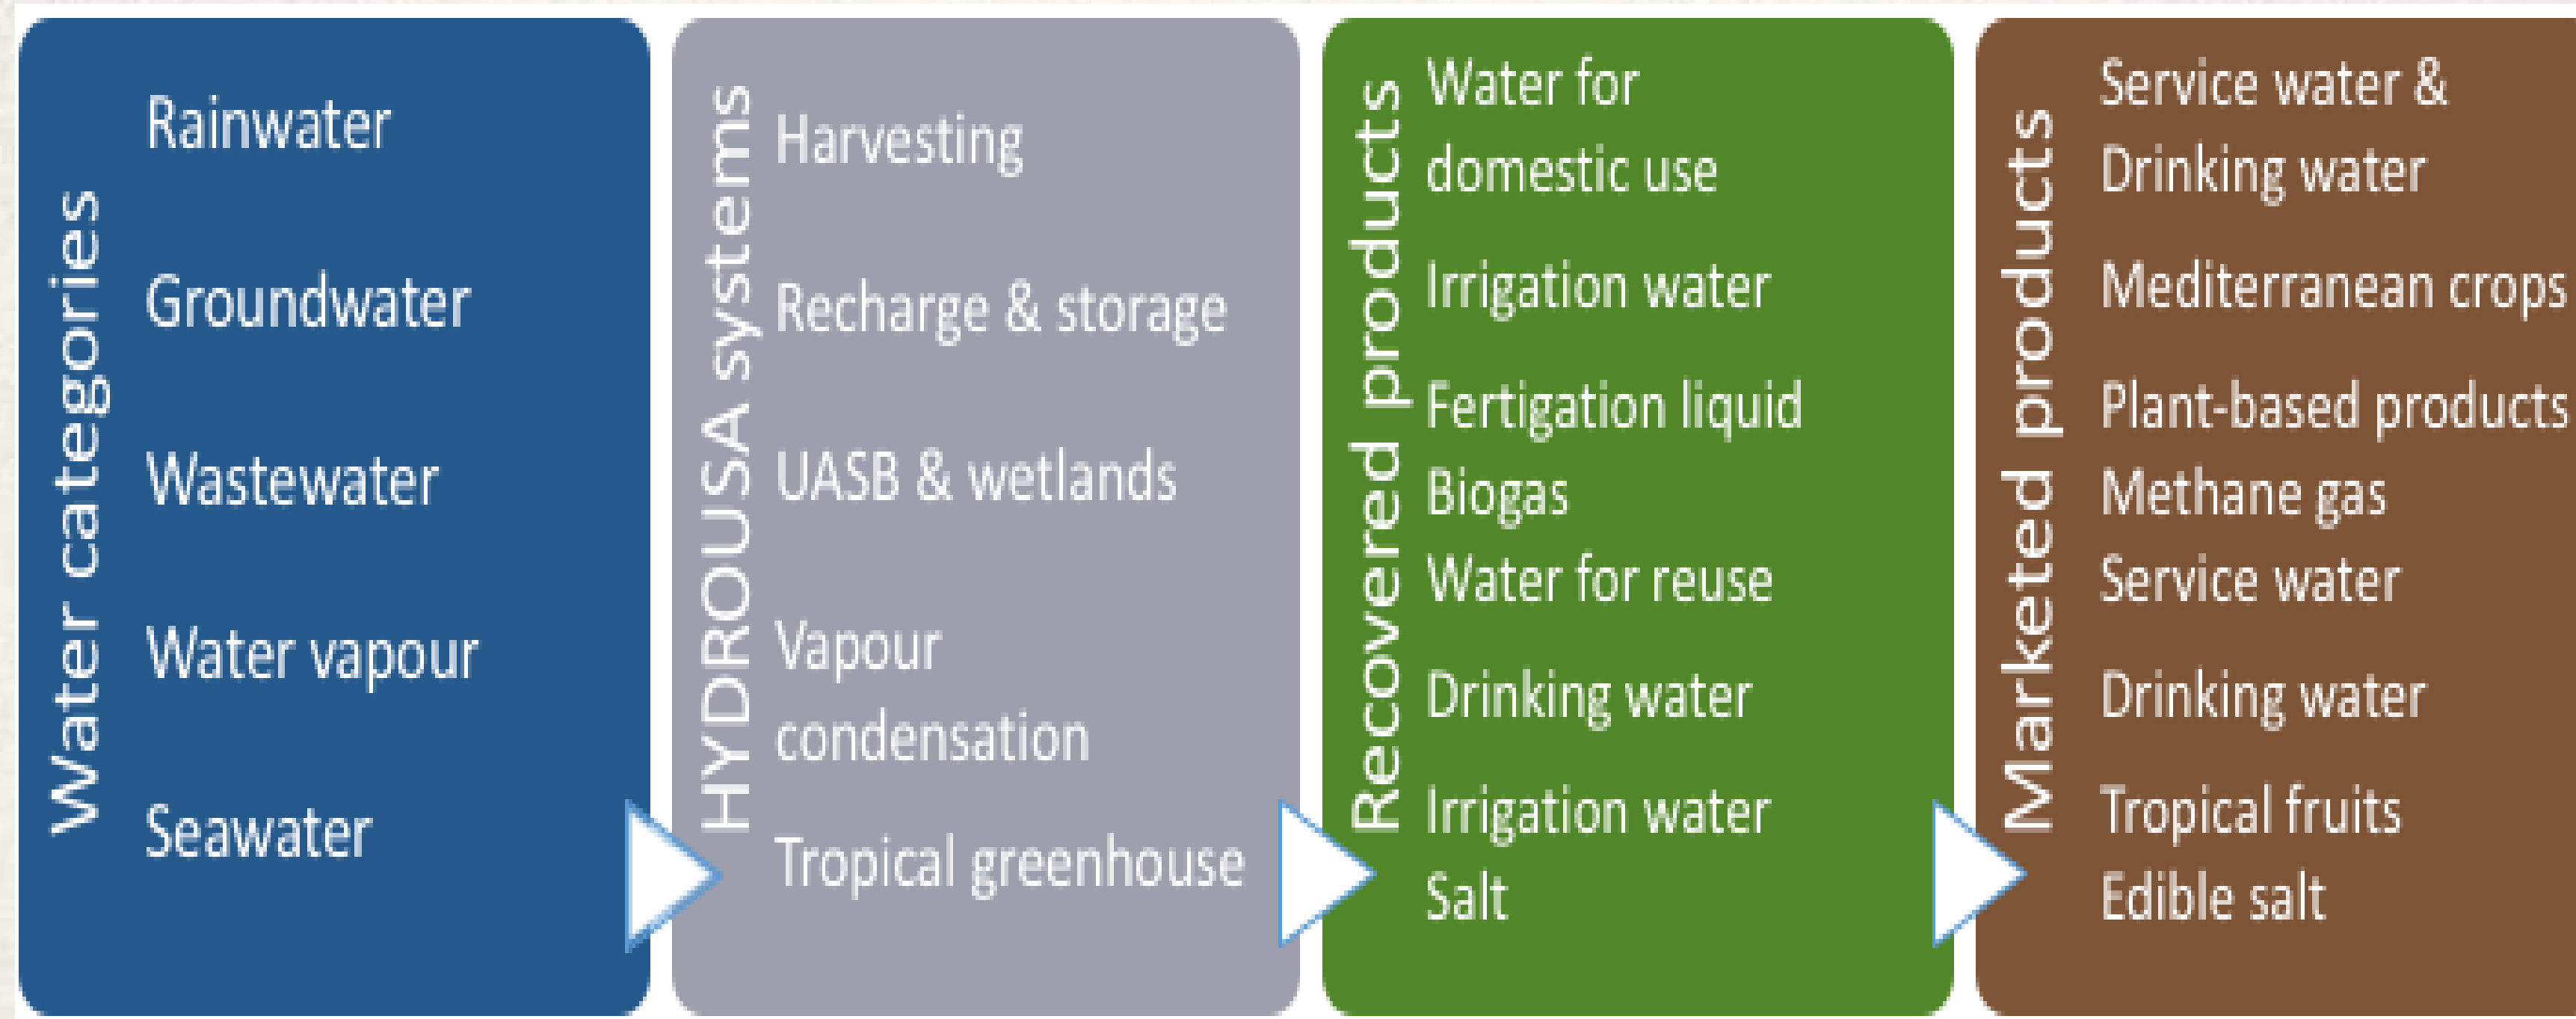 Water categories
Rainwater
Groundwater
Wastewater
Water vapour
Seawater
HYDROUSA systems
Harvesting
Recharge & storage
UASB & wetlands
Vapour
condensation
Tropical greenhouse
Recovered products
Water for
domestic use
Irrigation water
Fertigation liquid
Biogas
Water for reuse
Drinking water
Irrigation water
Salt
Marketed products
Service water &
Drinking water
Mediterranean crops
Plant-based products
Methane gas
Service water
Drinking water
Tropical fruits
Edible salt